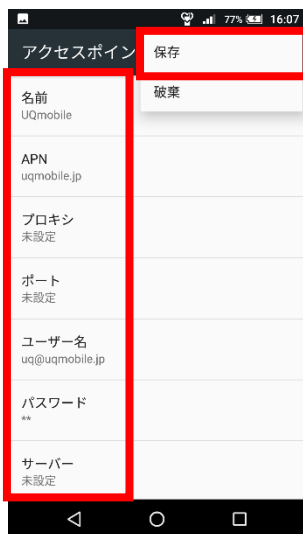 77% 16:07
アクセスポイン
保存
破棄
名前
UQmobile
APN
uqmobile.jp
プロキシ
未設定
ポート
未設定
ユーザー名
uq@uqmobile.jp
パスワード
**
サーバー
未設定